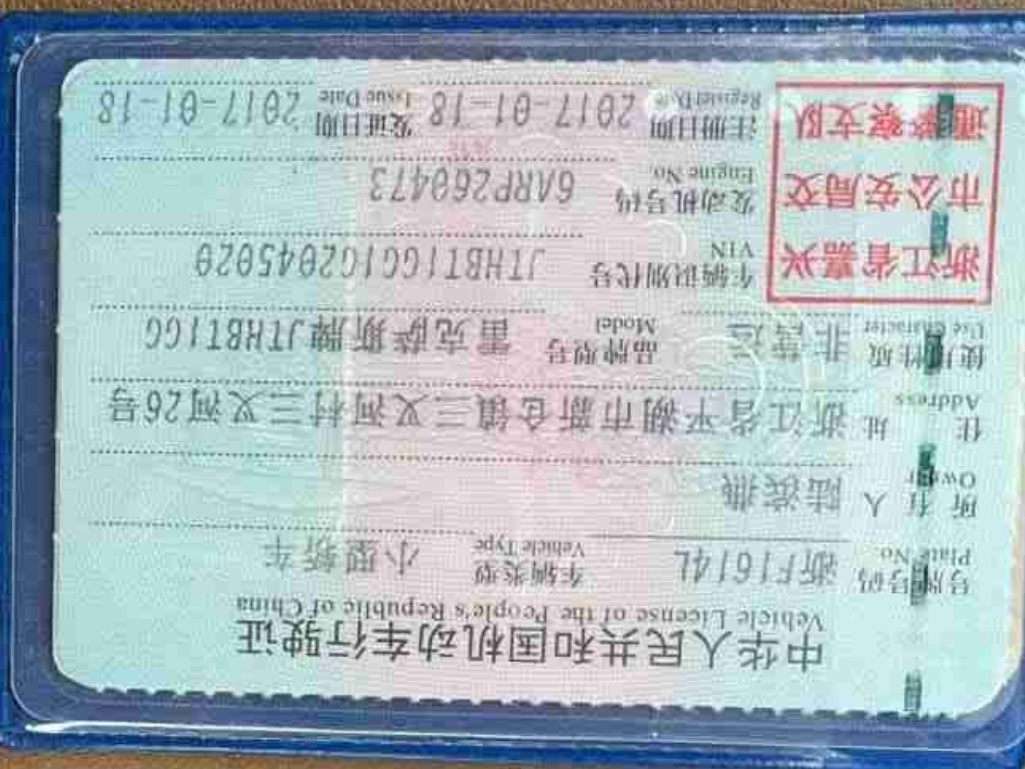 中华人民共和国机动车行驶证
Vehicle License of the People's Republic of China
号牌号码 浙F1614L 车辆类型 小型轿车
Plate No. Vehicle Type
所有人 陆滨
Owner
住址 浙江省平湖市新仓镇三叉河村三叉河26号
Address
使用性质 非营运 品牌型号 雷克萨斯牌JTHBT1GG
Use Character Model
浙江省嘉兴
市公安局交
通警察支队
车辆识别代号 JTHBT1GG1G2045020
VIN
发动机号码 6ARP260473
Engine No.
注册日期 2017-01-18 发证日期 2017-01-18
Register Date Issue Date